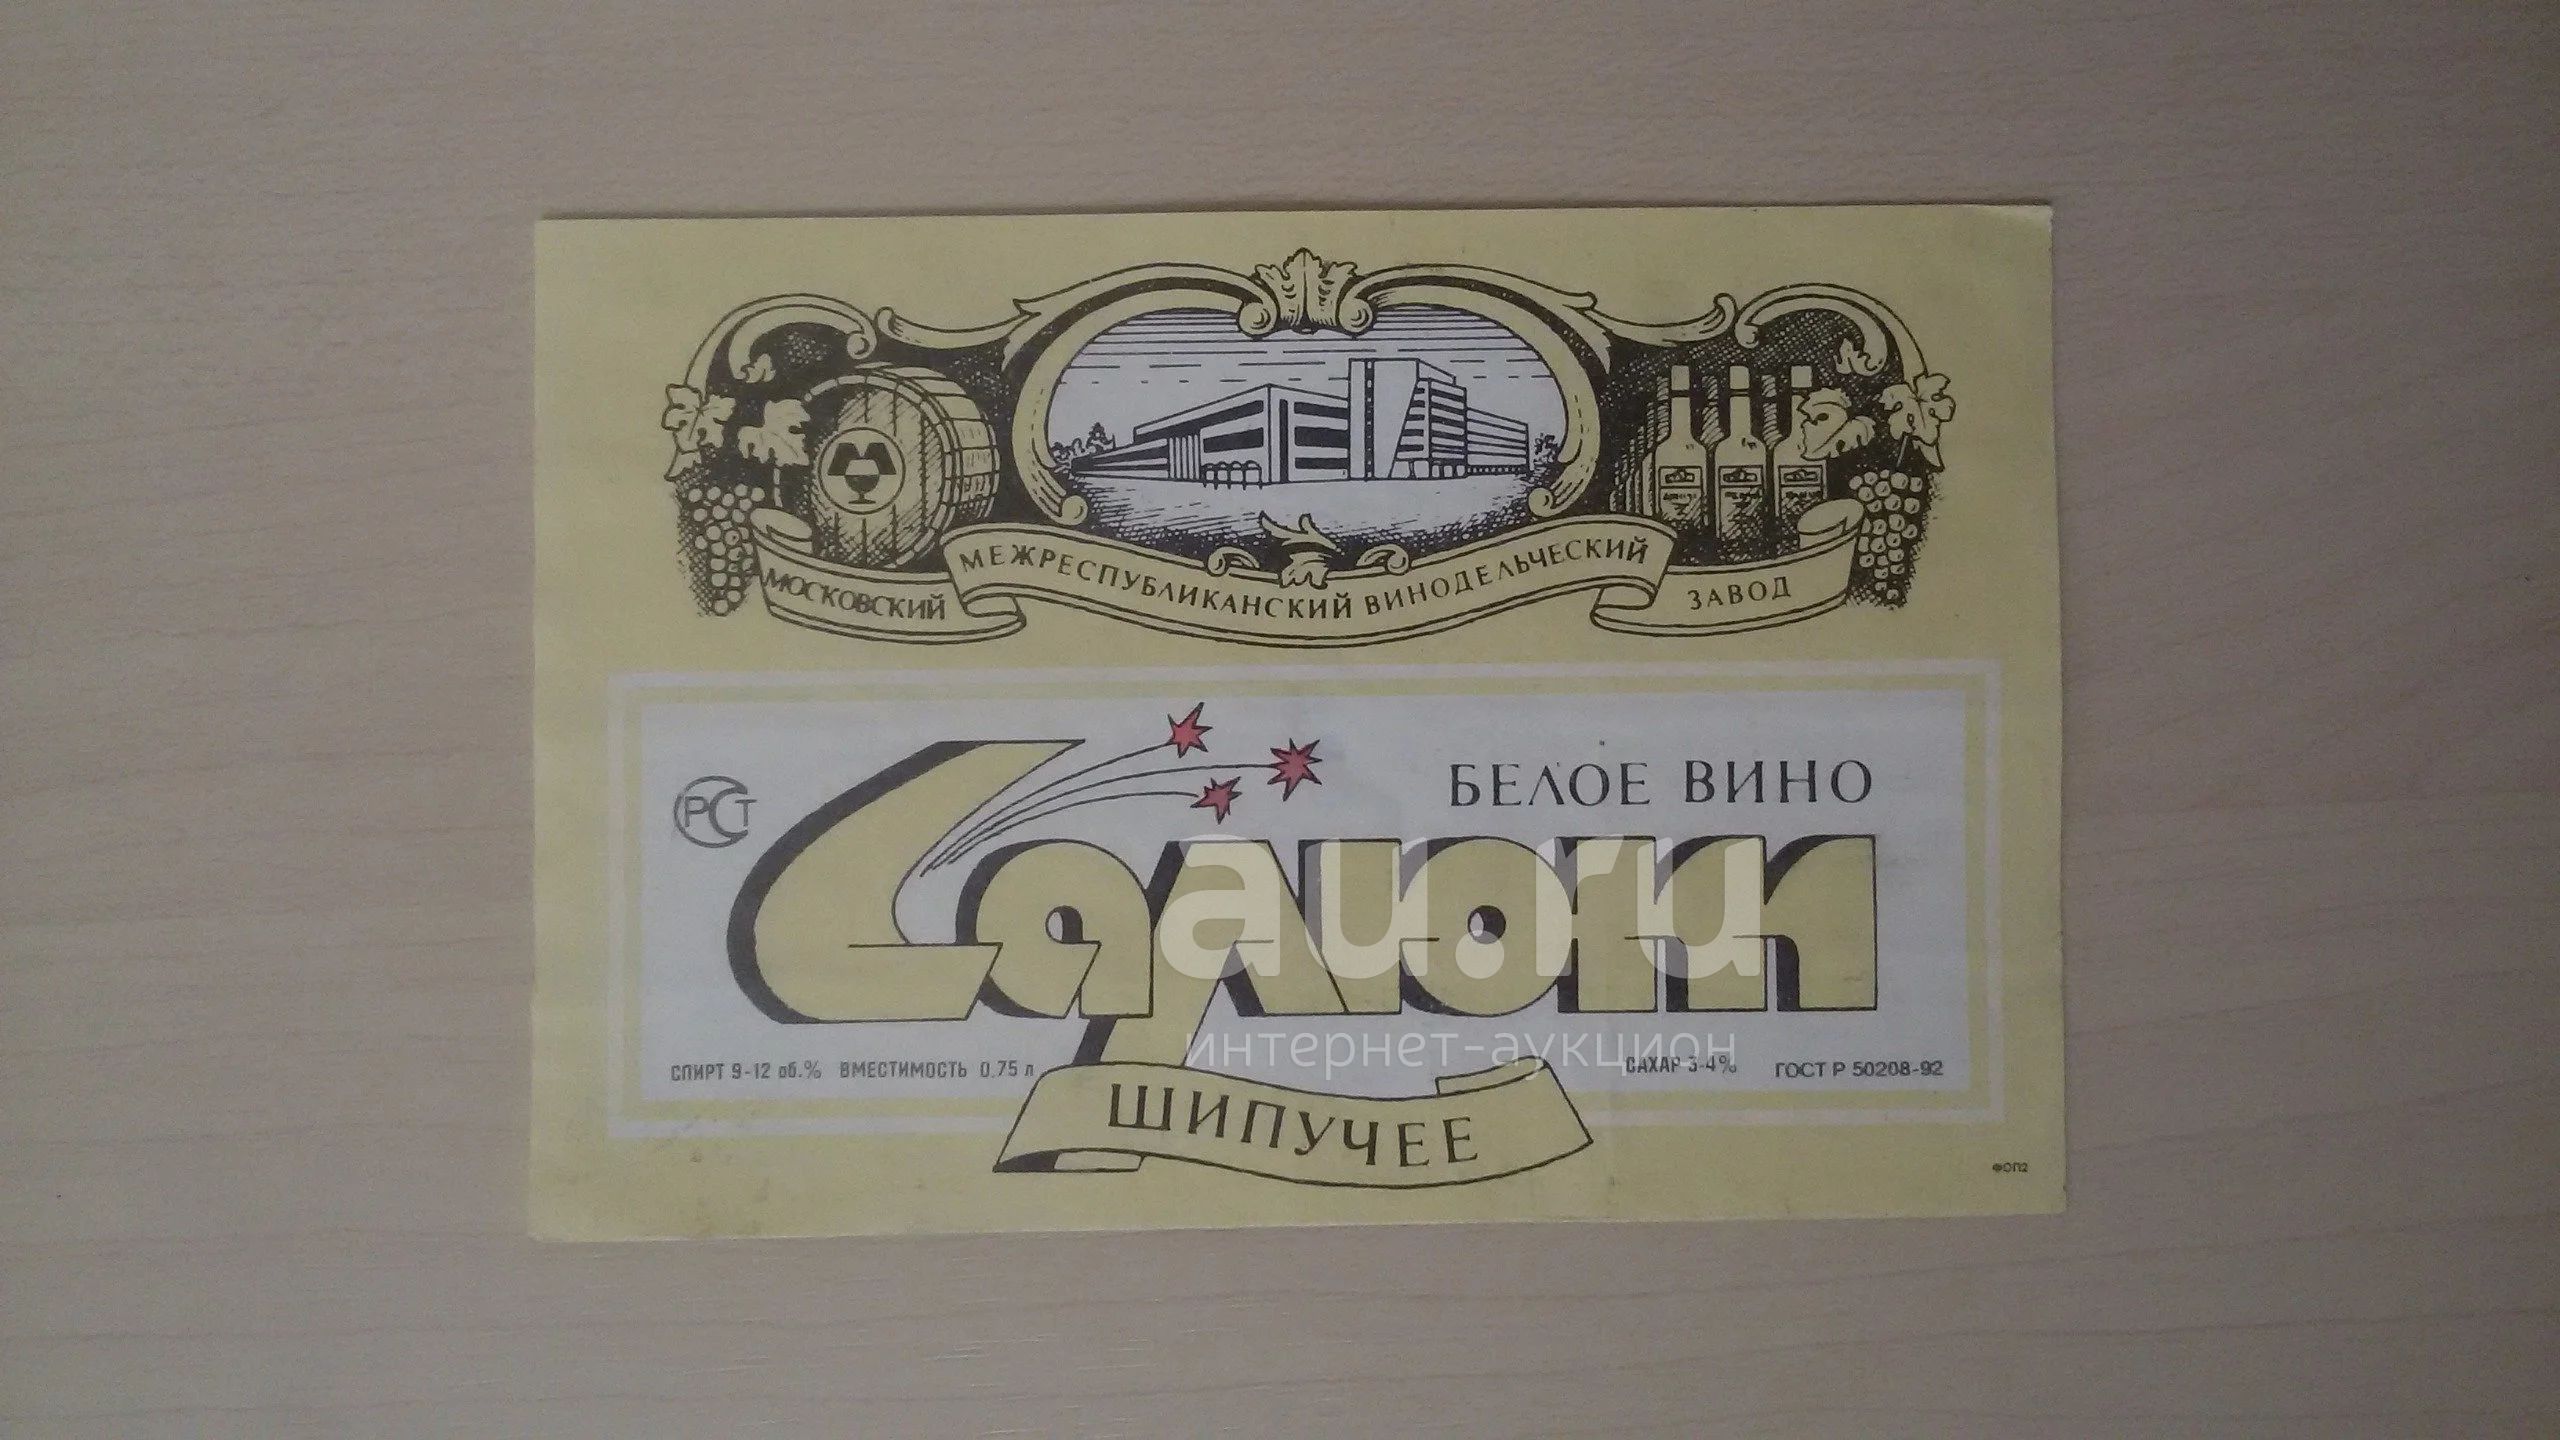 МОСКОВСКИЙ МЕЖРЕСПУБЛИКАНСКИЙ ВИНОДЕЛЬЧЕСКИЙ ЗАВОД
РСТ
БЕЛОЕ ВИНО
Салют
au.ru
интернет-аукцион
СПИРТ 9-12 об.% ВМЕСТИМОСТЬ 0.75 л
САХАР 3-4% ГОСТ Р 50208-92
ШИПУЧЕЕ
ФОП2